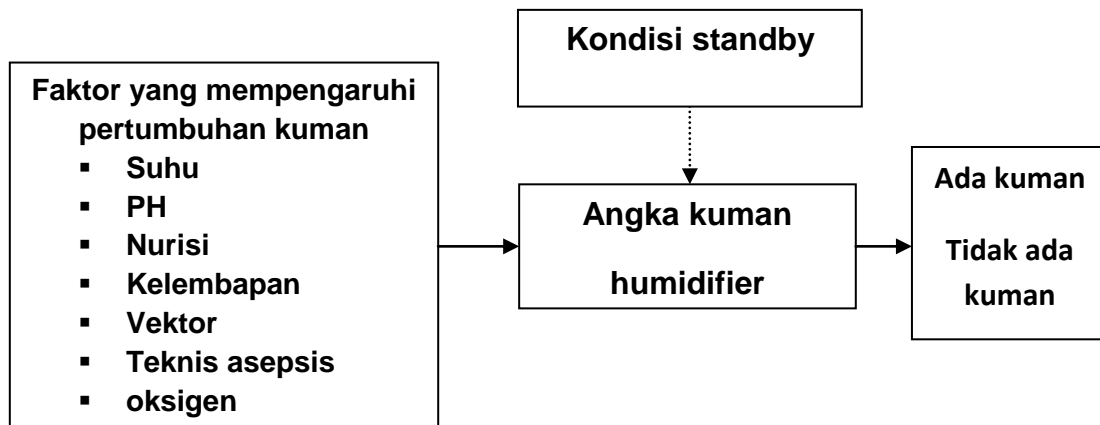 Kondisi standby
Faktor yang mempengaruhi
pertumbuhan kuman
▪ Suhu
▪ PH
▪ Nurisi
▪ Kelembapan
▪ Vektor
▪ Teknis asepsis
▪ oksigen
Angka kuman
humidifier
Ada kuman
Tidak ada
kuman